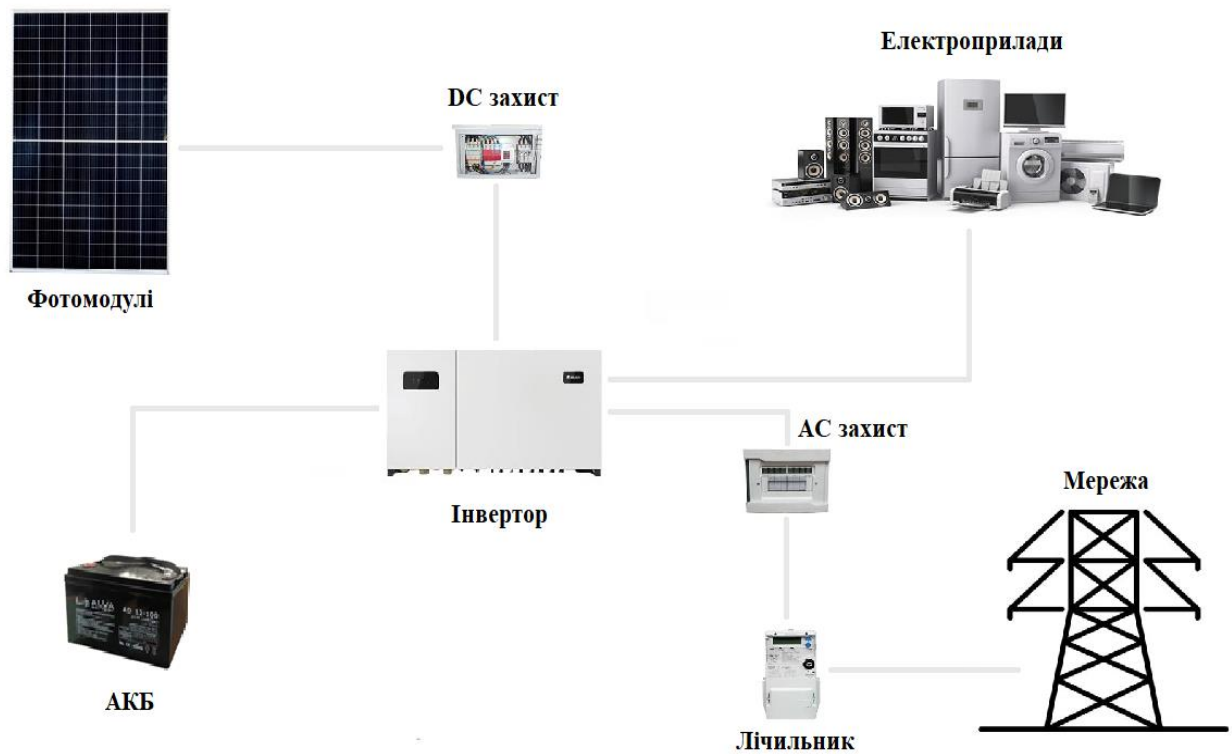 Електроприлади
DC захист
Фотомодулі
АС захист
Мережа
Інвертор
АКБ
Лічильник